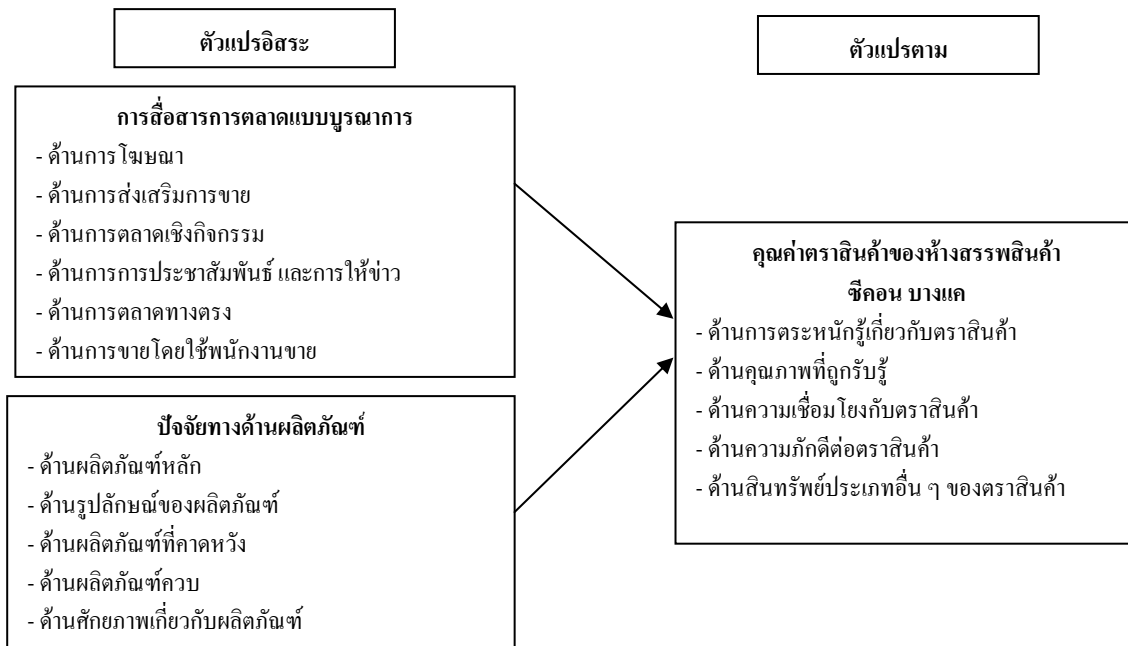 ตัวแปรอิสระ
ตัวแปรตาม
การสื่อสารการตลาดแบบบูรณาการ
- ด้านการโฆษณา
- ด้านการส่งเสริมการขาย
- ด้านการตลาดเชิงกิจกรรม
- ด้านการการประชาสัมพันธ์ และการให้ข่าว
- ด้านการตลาดทางตรง
- ด้านการขายโดยใช้พนักงานขาย
ปัจจัยทางด้านผลิตภัณฑ์
- ด้านผลิตภัณฑ์หลัก
- ด้านรูปลักษณ์ของผลิตภัณฑ์
- ด้านผลิตภัณฑ์ที่คาดหวัง
- ด้านผลิตภัณฑ์ควบ
- ด้านศักยภาพเกี่ยวกับผลิตภัณฑ์
คุณค่าตราสินค้าของห้างสรรพสินค้า
ซีคอน บางแค
- ด้านการตระหนักรู้เกี่ยวกับตราสินค้า
- ด้านคุณภาพที่ถูกรับรู้
- ด้านความเชื่อมโยงกับตราสินค้า
- ด้านความภักดีต่อตราสินค้า
- ด้านสินทรัพย์ประเภทอื่น ๆ ของตราสินค้า